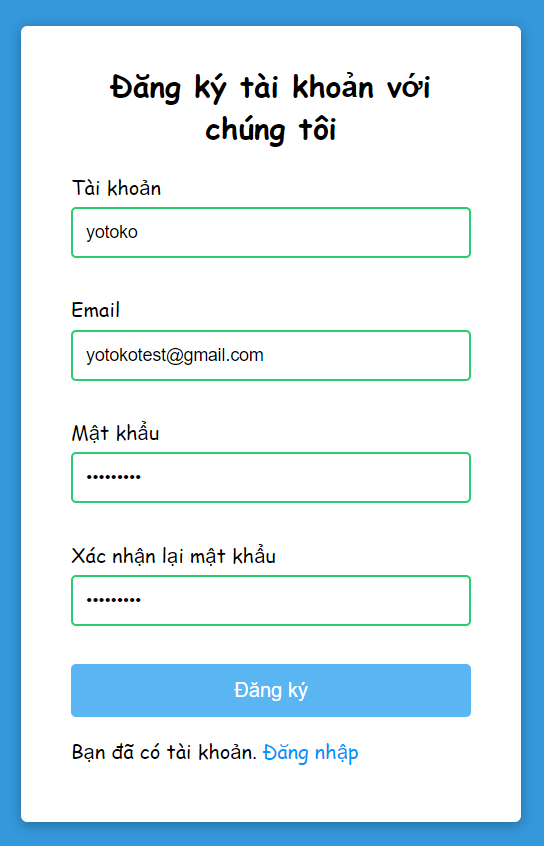 Đăng ký tài khoản với
chúng tôi
Tài khoản
yotoko
Email
yotokotest@gmail.com
Mật khẩu
•••••••••
Xác nhận lại mật khẩu
•••••••••
Đăng ký
Bạn đã có tài khoản. Đăng nhập